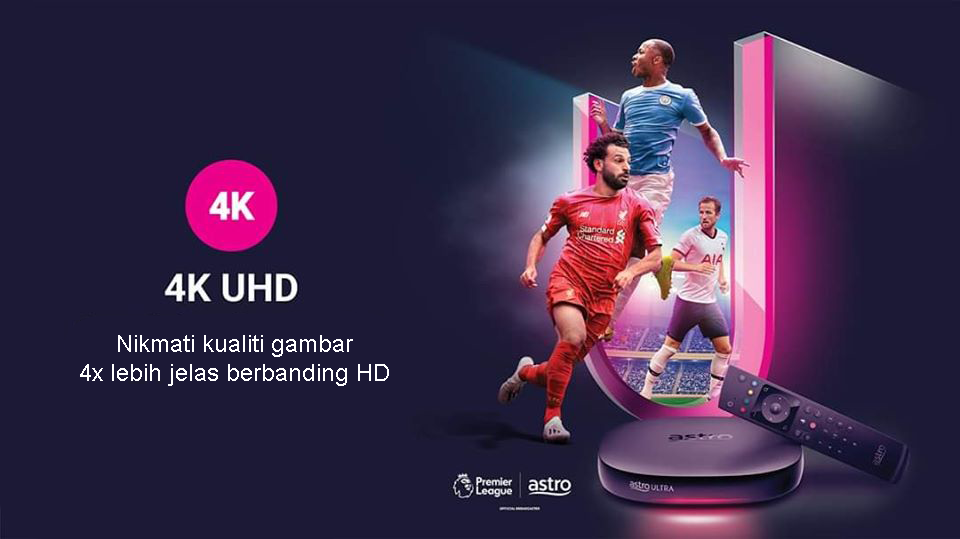 4K
4K UHD
Nikmati kualiti gambar
4x lebih jelas berbanding HD
Standard
Chartered
AIA
Premier
League
astro
OFFICIAL BROADCASTER
astro
astro ULTRA
astro